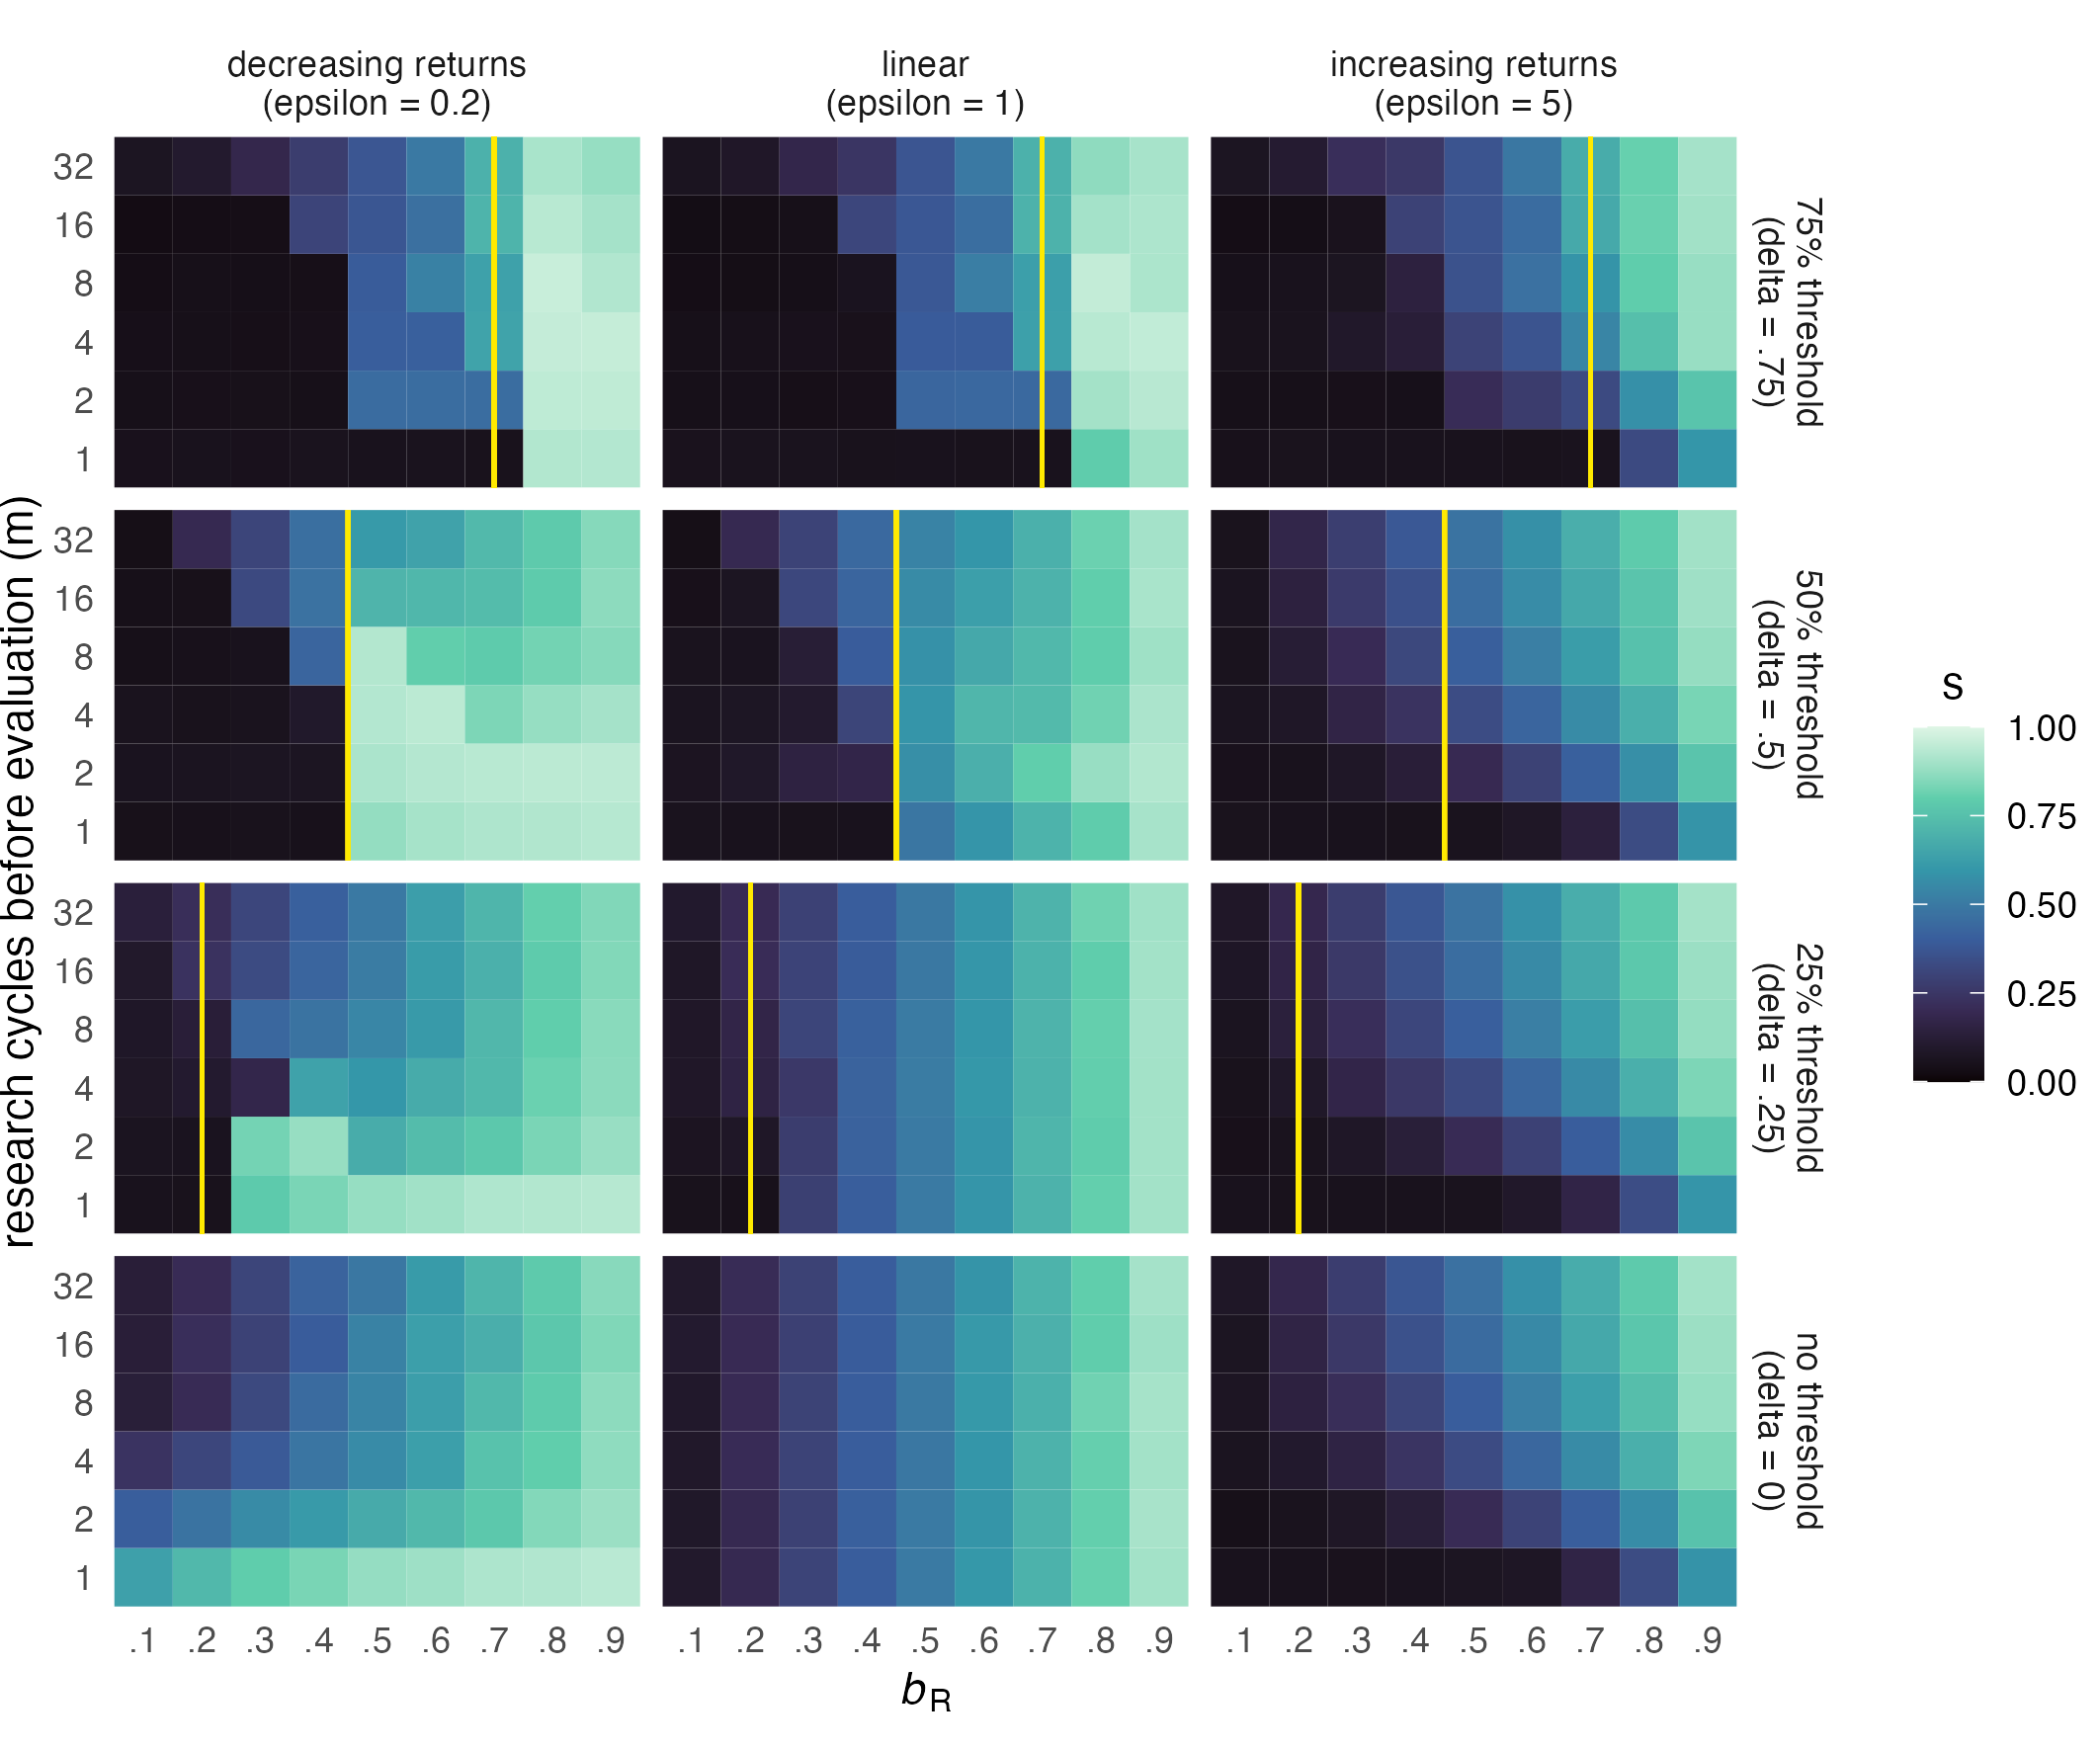 decreasing returns
(epsilon = 0.2)
linear
(epsilon = 1)
increasing returns
(epsilon = 5)
research cycles before evaluation (m)
32
16
8
4
2
1
75% threshold
(delta = .75)
32
16
8
4
2
1
50% threshold
(delta = .5)
32
16
8
4
2
1
25% threshold
(delta = .25)
32
16
8
4
2
1
no threshold
(delta = 0)
.1 .2 .3 .4 .5 .6 .7 .8 .9
.1 .2 .3 .4 .5 .6 .7 .8 .9
.1 .2 .3 .4 .5 .6 .7 .8 .9
bR
s
1.00
0.75
0.50
0.25
0.00